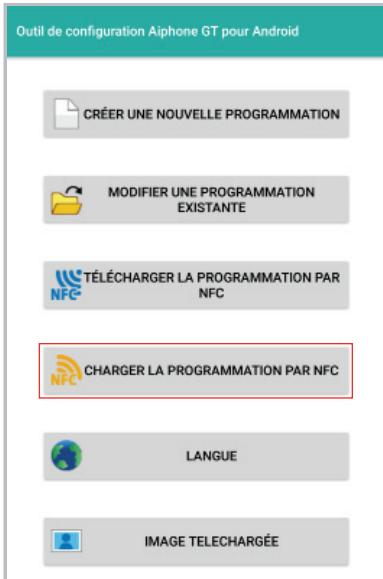 Outil de configuration Aiphone GT pour Android
CRÉER UNE NOUVELLE PROGRAMMATION
MODIFIER UNE PROGRAMMATION
EXISTANTE
NFC
TÉLÉCHARGER LA PROGRAMMATION PAR
NFC
NFC
CHARGER LA PROGRAMMATION PAR NFC
LANGUE
IMAGE TELECHARGÉE